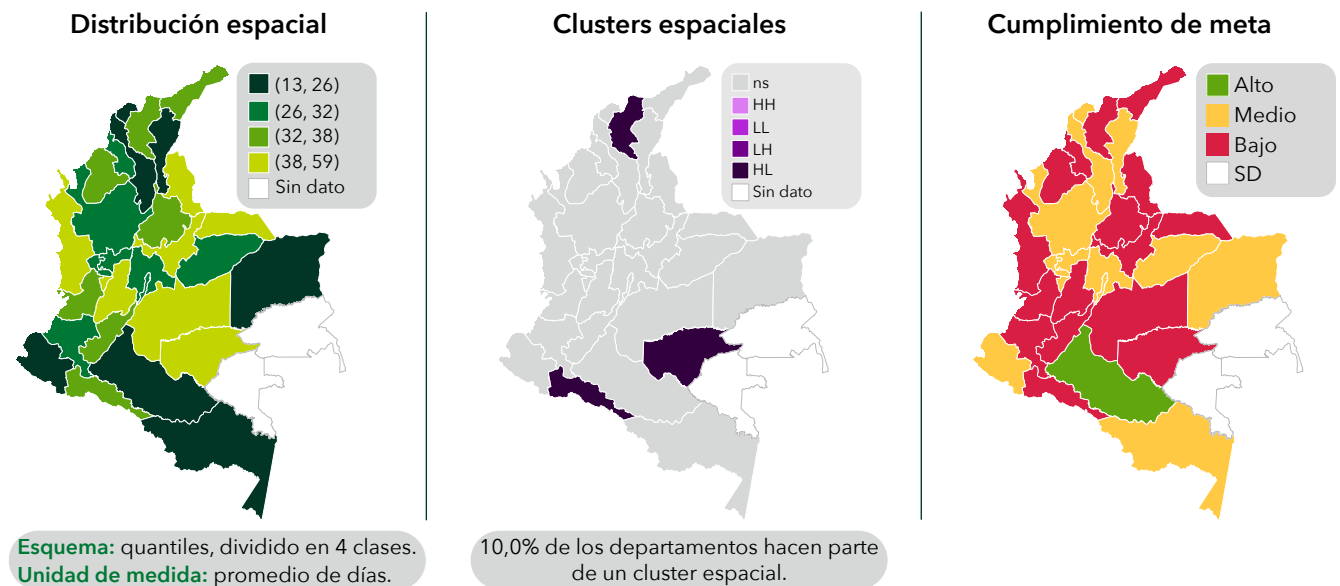 Distribución espacial
(13, 26)
(26, 32)
(32, 38)
(38, 59)
Sin dato
Esquema: quantiles, dividido en 4 clases.
Unidad de medida: promedio de días.
Clusters espaciales
ns
HH
LL
LH
HL
Sin dato
10,0% de los departamentos hacen parte
de un cluster espacial.
Cumplimiento de meta
Alto
Medio
Bajo
SD